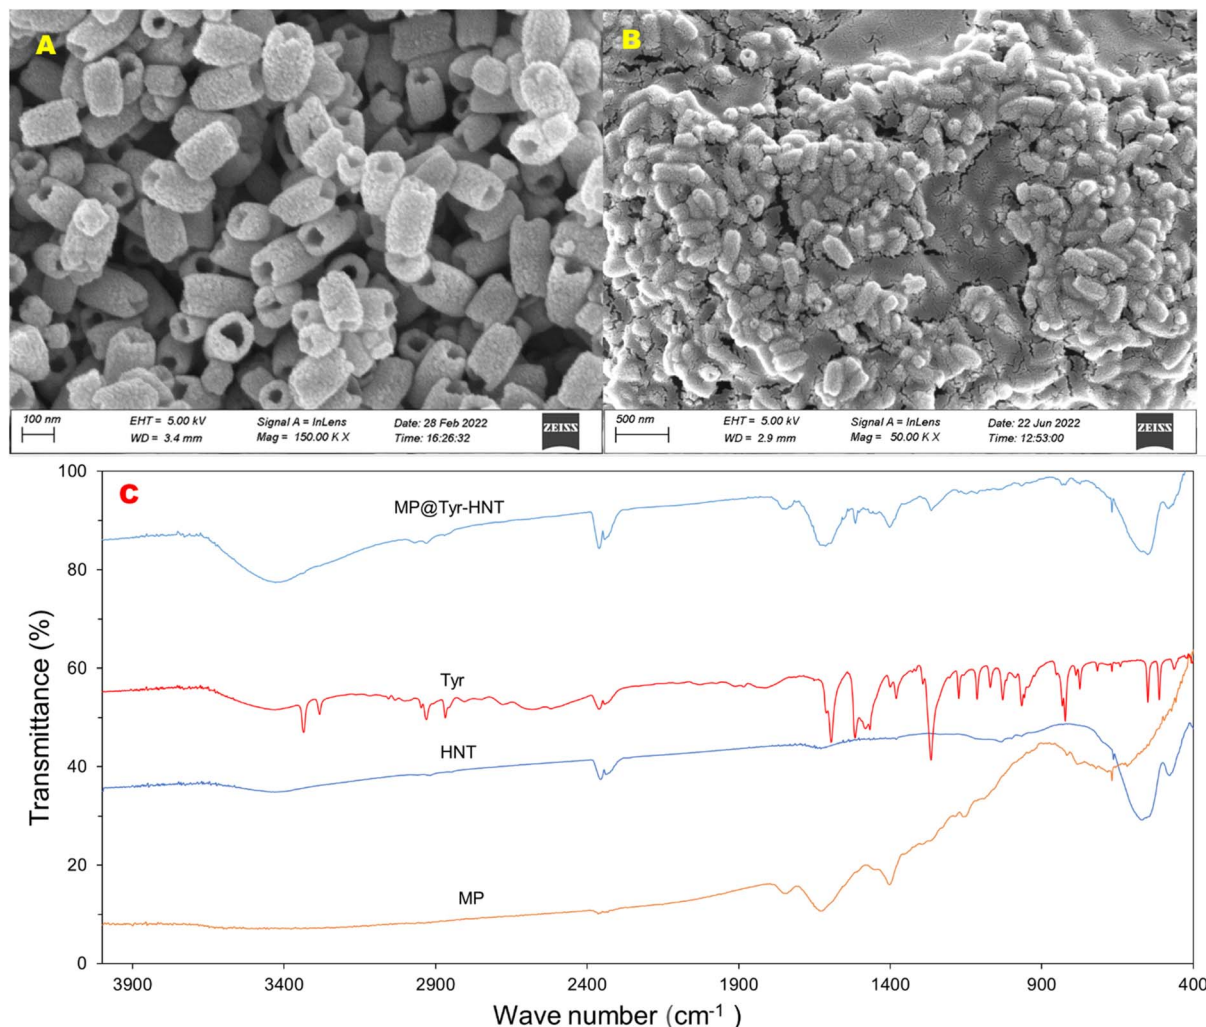 A
100 nm
EHT = 5.00 kV
WD = 3.4 mm
Signal A = InLens
Mag = 150.00 K X
Date: 28 Feb 2022
Time: 16:26:32
ZEISS
B
500 nm
EHT = 5.00 kV
WD = 2.9 mm
Signal A = InLens
Mag = 50.00 K X
Date: 22 Jun 2022
Time: 12:53:00
ZEISS
C
Transmittance (%)
100
80
60
40
20
0
MP@Tyr-HNT
Tyr
HNT
MP
3900 3400 2900 2400 1900 1400 900 400
Wave number (cm⁻¹)